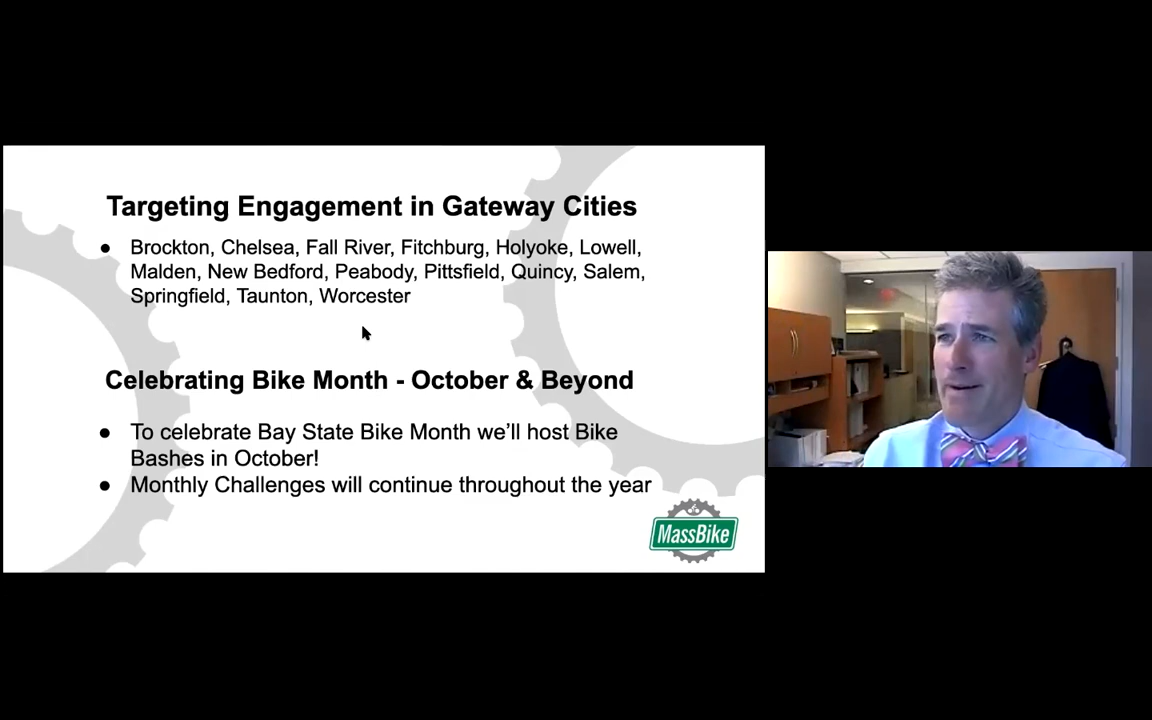 Targeting Engagement in Gateway Cities
● Brockton, Chelsea, Fall River, Fitchburg, Holyoke, Lowell,
Malden, New Bedford, Peabody, Pittsfield, Quincy, Salem,
Springfield, Taunton, Worcester
Celebrating Bike Month - October & Beyond
● To celebrate Bay State Bike Month we’ll host Bike
Bashes in October!
● Monthly Challenges will continue throughout the year
MassBike